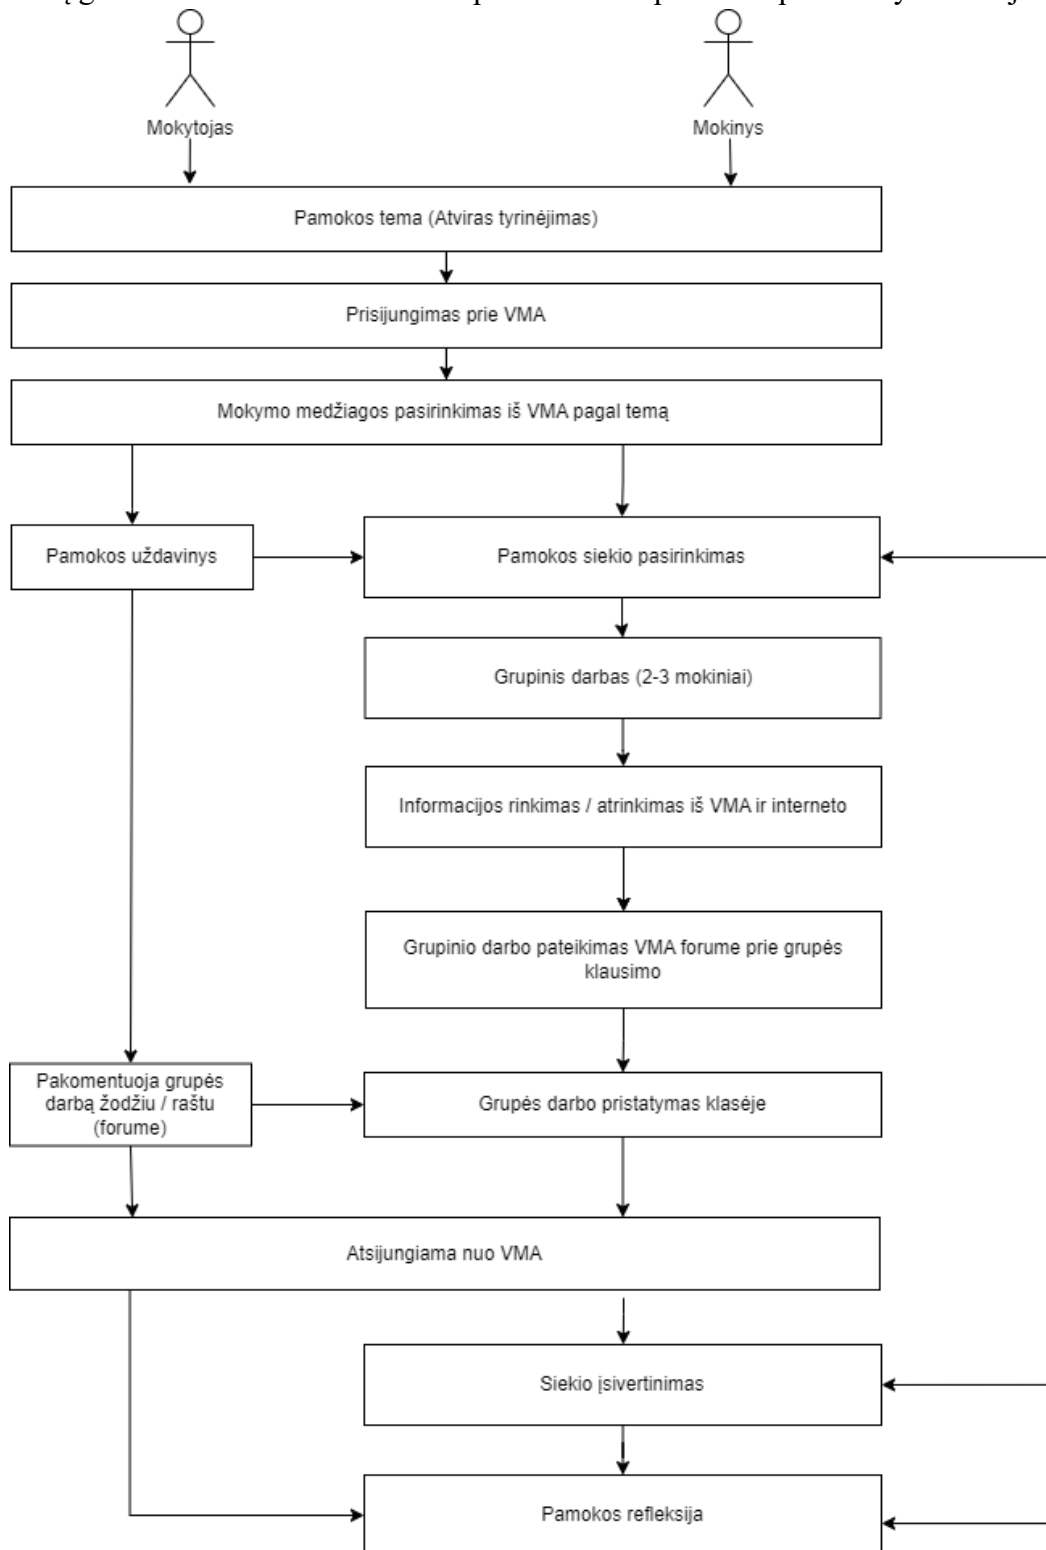 Mokytojas
Mokinys
Pamokos tema (Atviras tyrinėjimas)
Prisijungimas prie VMA
Mokymo medžiagos pasirinkimas iš VMA pagal temą
Pamokos uždavinys
Pamokos siekio pasirinkimas
Grupinis darbas (2-3 mokiniai)
Informacijos rinkimas / atrinkimas iš VMA ir interneto
Grupinio darbo pateikimas VMA forume prie grupės
klausimo
Pakomentuoja grupės
darbą žodžiu / raštu
(forume)
Grupės darbo pristatymas klasėje
Atsijungiama nuo VMA
Siekio įsivertinimas
Pamokos refleksija